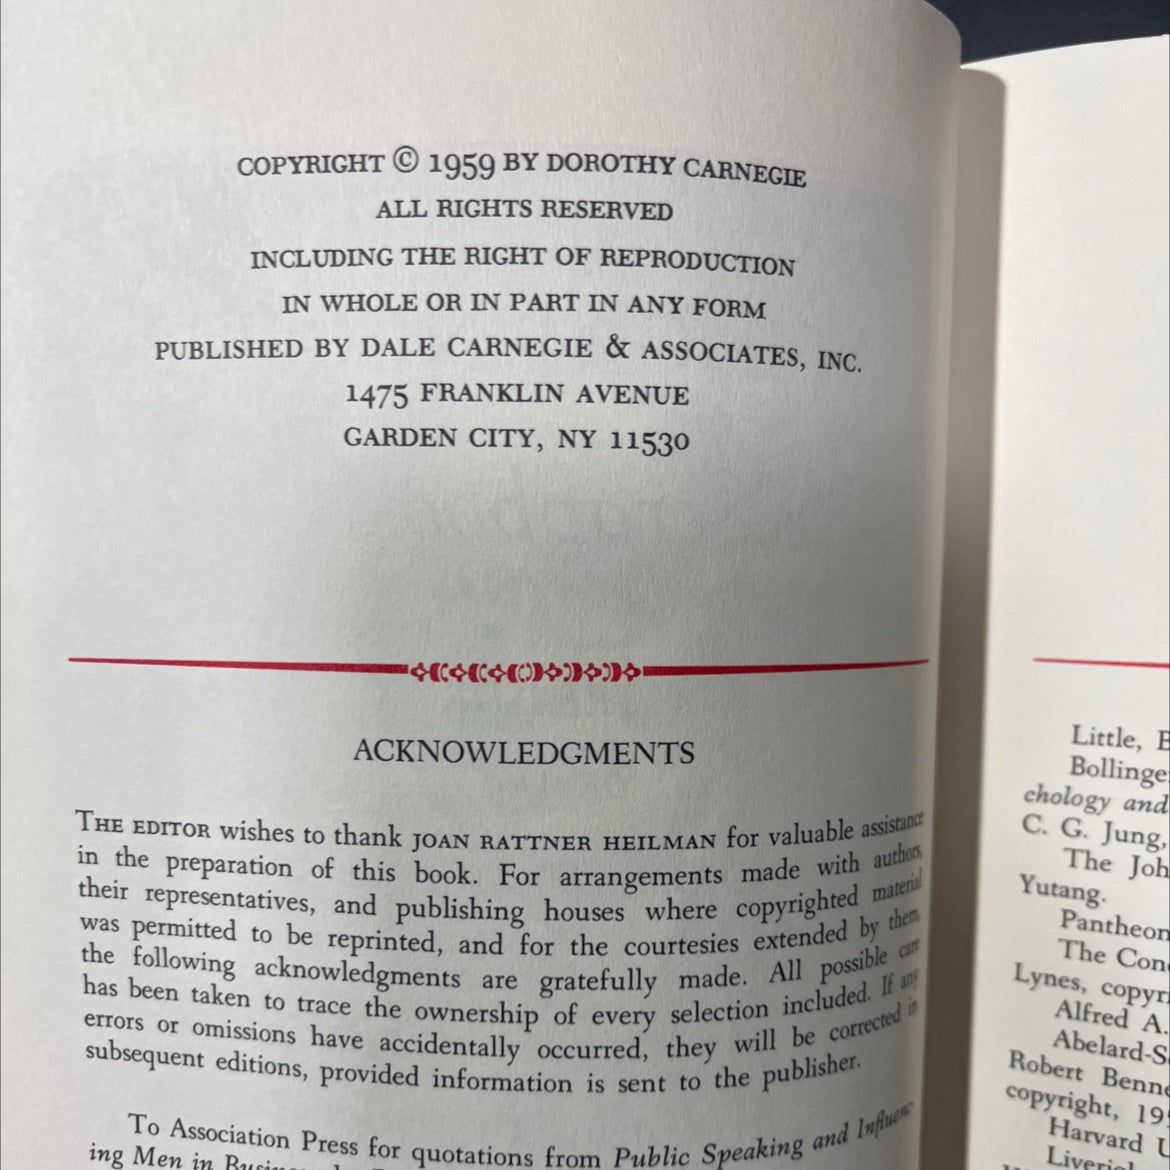 COPYRIGHT © 1959 BY DOROTHY CARNEGIE
ALL RIGHTS RESERVED
INCLUDING THE RIGHT OF REPRODUCTION
IN WHOLE OR IN PART IN ANY FORM
PUBLISHED BY DALE CARNEGIE & ASSOCIATES, INC.
1475 FRANKLIN AVENUE
GARDEN CITY, NY 11530
ACKNOWLEDGMENTS
THE EDITOR wishes to thank JOAN RATTNER HEILMAN for valuable assistance
in the preparation of this book. For arrangements made with authors,
their representatives, and publishing houses where copyrighted material
was permitted to be reprinted, and for the courtesies extended by them,
the following acknowledgments are gratefully made. All possible care
has been taken to trace the ownership of every selection included. If any
errors or omissions have accidentally occurred, they will be corrected in
subsequent editions, provided information is sent to the publisher.
To Association Press for quotations from Public Speaking and Influenc-
ing Men in
Little,
Bollinge
chology and
C. G. Jung,
The Joh
Yutang.
Pantheon
The Con
Lynes, copyri
Alfred A.
Abelard-S
Robert Benne
copyright, 19
Harvard U